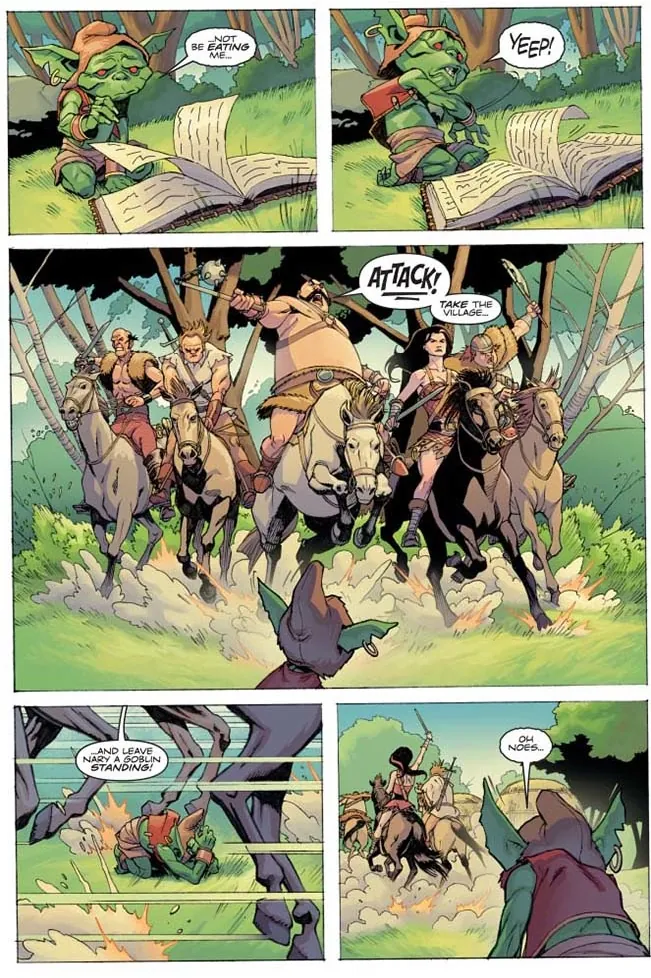 ...NOT
BE EATING
ME...
YEEP!
ATTACK!
TAKE THE
VILLAGE...
...AND LEAVE
NARY A GOBLIN
STANDING!
OH
NOES...